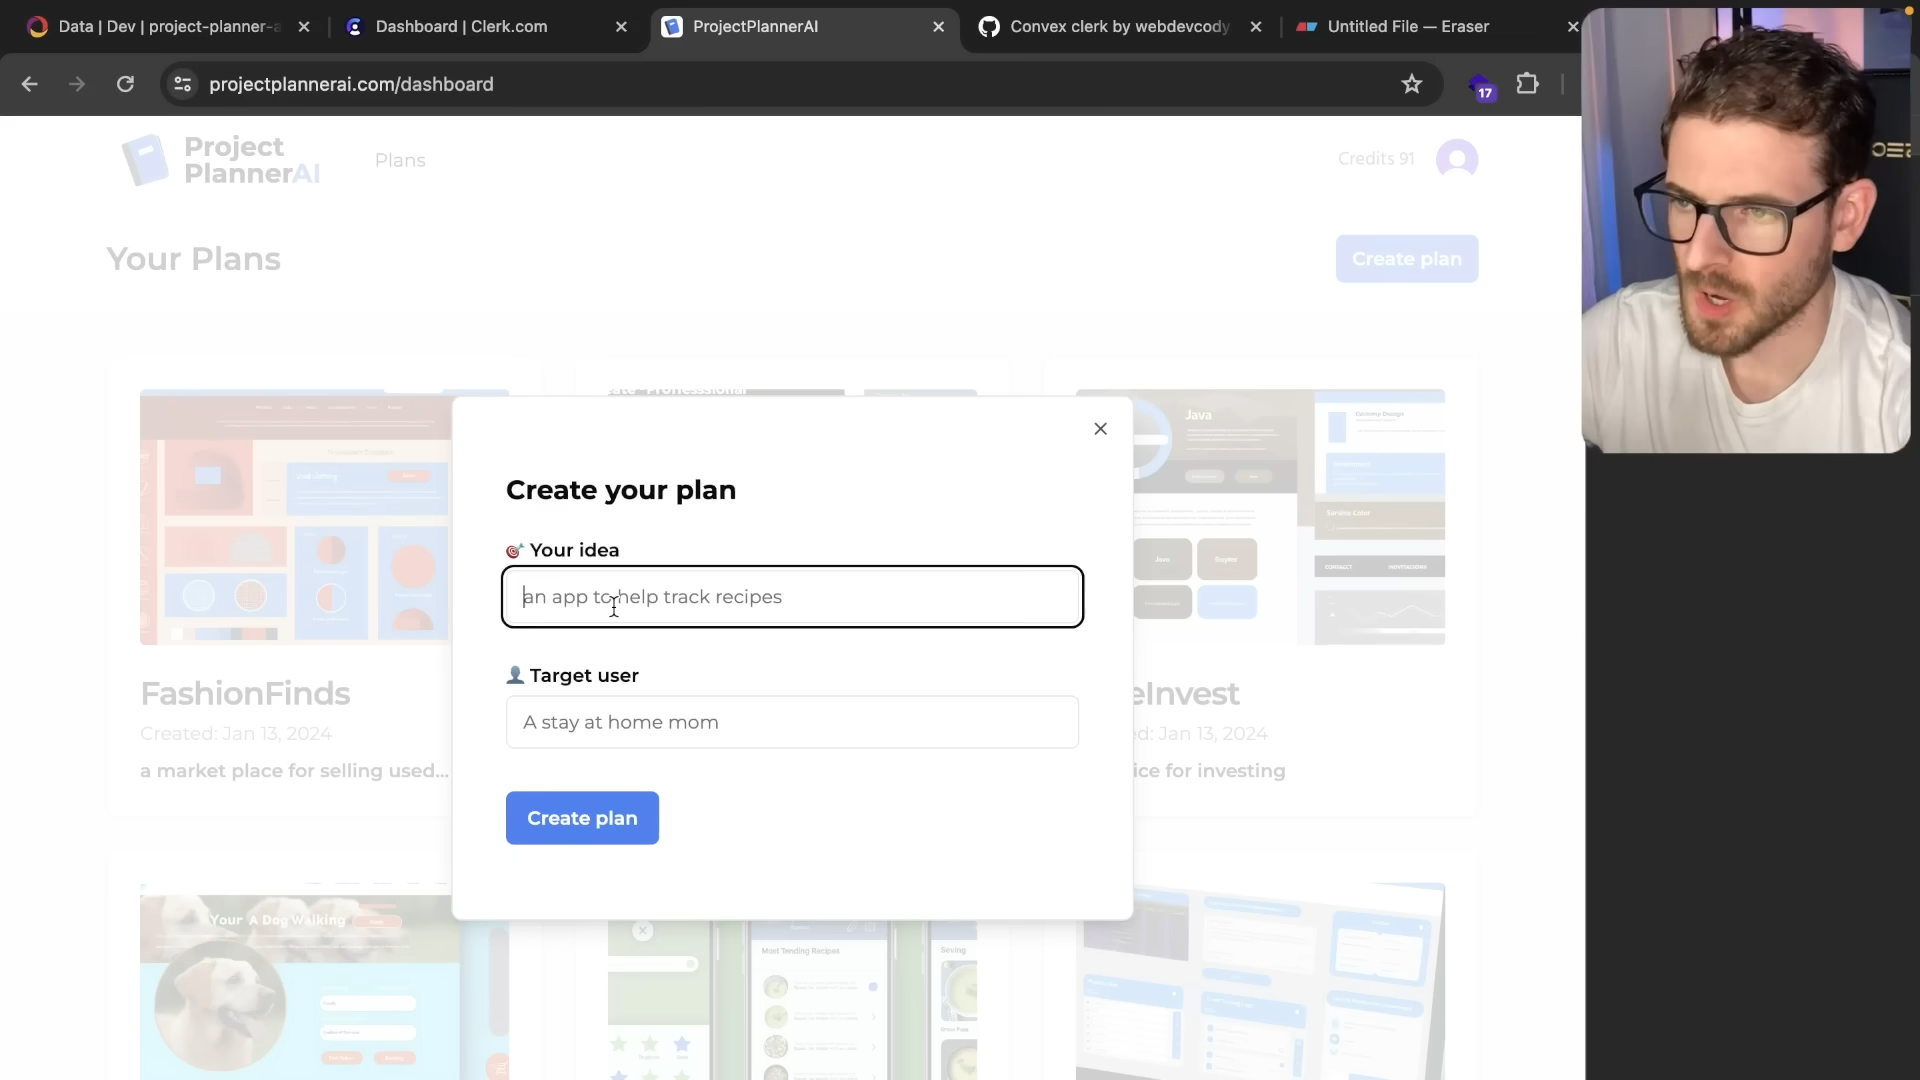 Data | Dev | project-planner-a
Dashboard | Clerk.com
ProjectPlannerAI
Convex clerk by webdevcody
Untitled File — Eraser
projectplannerai.com/dashboard
17
Project
PlannerAI
Plans
Credits 91
Your Plans
Create plan
Java
Create your plan
🎯 Your idea
an app to help track recipes
👤 Target user
A stay at home mom
Create plan
FashionFinds
Created: Jan 13, 2024
a market place for selling used...
eInvest
ed: Jan 13, 2024
ice for investing
Your A Dog Walking
Most Tending Recipes